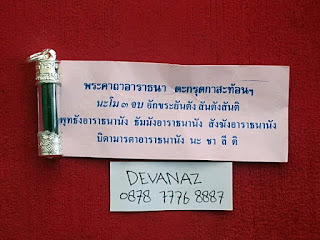 พระคาถาอาราธนา ตะกรุดกาสะท้อนฯ
นะโม ๓ จบ อักขระยันตัง สันตังสันติ
พุทธังอาราธนานัง ธัมมังอาราธนานัง สังฆังอาราธนานัง
บิดามารดาอาราธนานัง นะ ชา ลี ติ
DEVANAZ
0878 7776 8887